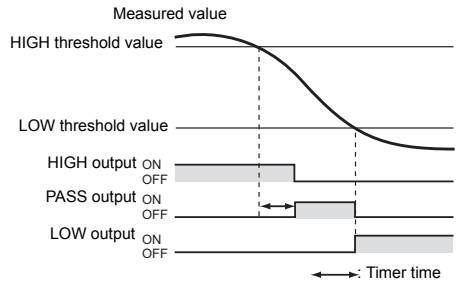 Measured value
HIGH threshold value
LOW threshold value
HIGH output ON
OFF
PASS output ON
OFF
LOW output ON
OFF
: Timer time